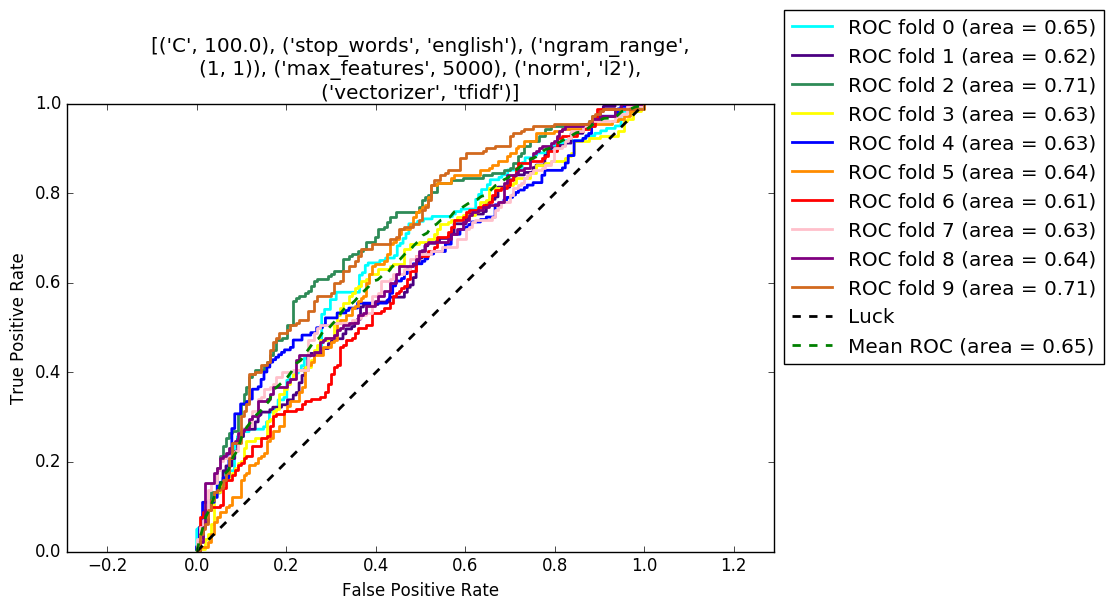 [('C', 100.0), ('stop_words', 'english'), ('ngram_range',
(1, 1)), ('max_features', 5000), ('norm', 'l2'),
('vectorizer', 'tfidf')]
ROC fold 0 (area = 0.65)
ROC fold 1 (area = 0.62)
ROC fold 2 (area = 0.71)
ROC fold 3 (area = 0.63)
ROC fold 4 (area = 0.63)
ROC fold 5 (area = 0.64)
ROC fold 6 (area = 0.61)
ROC fold 7 (area = 0.63)
ROC fold 8 (area = 0.64)
ROC fold 9 (area = 0.71)
Luck
Mean ROC (area = 0.65)
True Positive Rate
1.0
0.8
0.6
0.4
0.2
0.0
−0.2 0.0 0.2 0.4 0.6 0.8 1.0 1.2
False Positive Rate